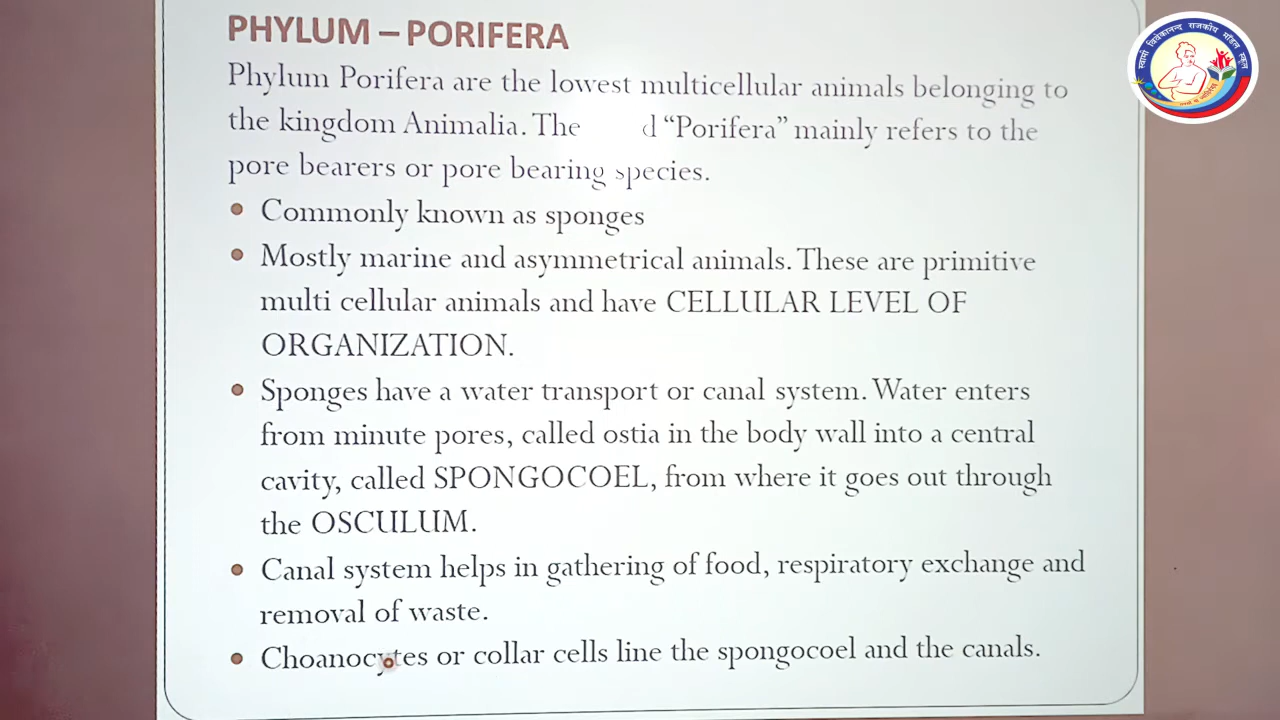 PHYLUM – PORIFERA
Phylum Porifera are the lowest multicellular animals belonging to
the kingdom Animalia. The d “Porifera” mainly refers to the
pore bearers or pore bearing species.
• Commonly known as sponges
• Mostly marine and asymmetrical animals. These are primitive
multi cellular animals and have CELLULAR LEVEL OF
ORGANIZATION.
• Sponges have a water transport or canal system. Water enters
from minute pores, called ostia in the body wall into a central
cavity, called SPONGOCOEL, from where it goes out through
the OSCULUM.
• Canal system helps in gathering of food, respiratory exchange and
removal of waste.
• Choanocytes or collar cells line the spongocoel and the canals.
स्वामी विवेकानन्द राजकीय मॉडल स्कूल